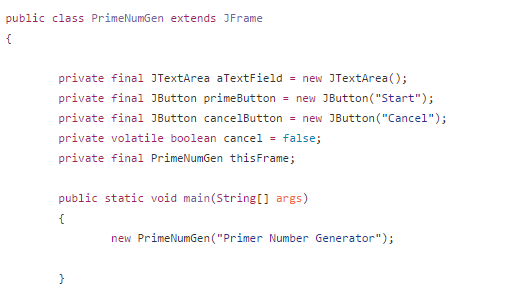 public class PrimeNumGen extends JFrame
{
private final JTextArea aTextField = new JTextArea();
private final JButton primeButton = new JButton("Start");
private final JButton cancelButton = new JButton("Cancel");
private volatile boolean cancel = false;
private final PrimeNumGen thisFrame;
public static void main(String[] args)
{
new PrimeNumGen("Primer Number Generator");
}